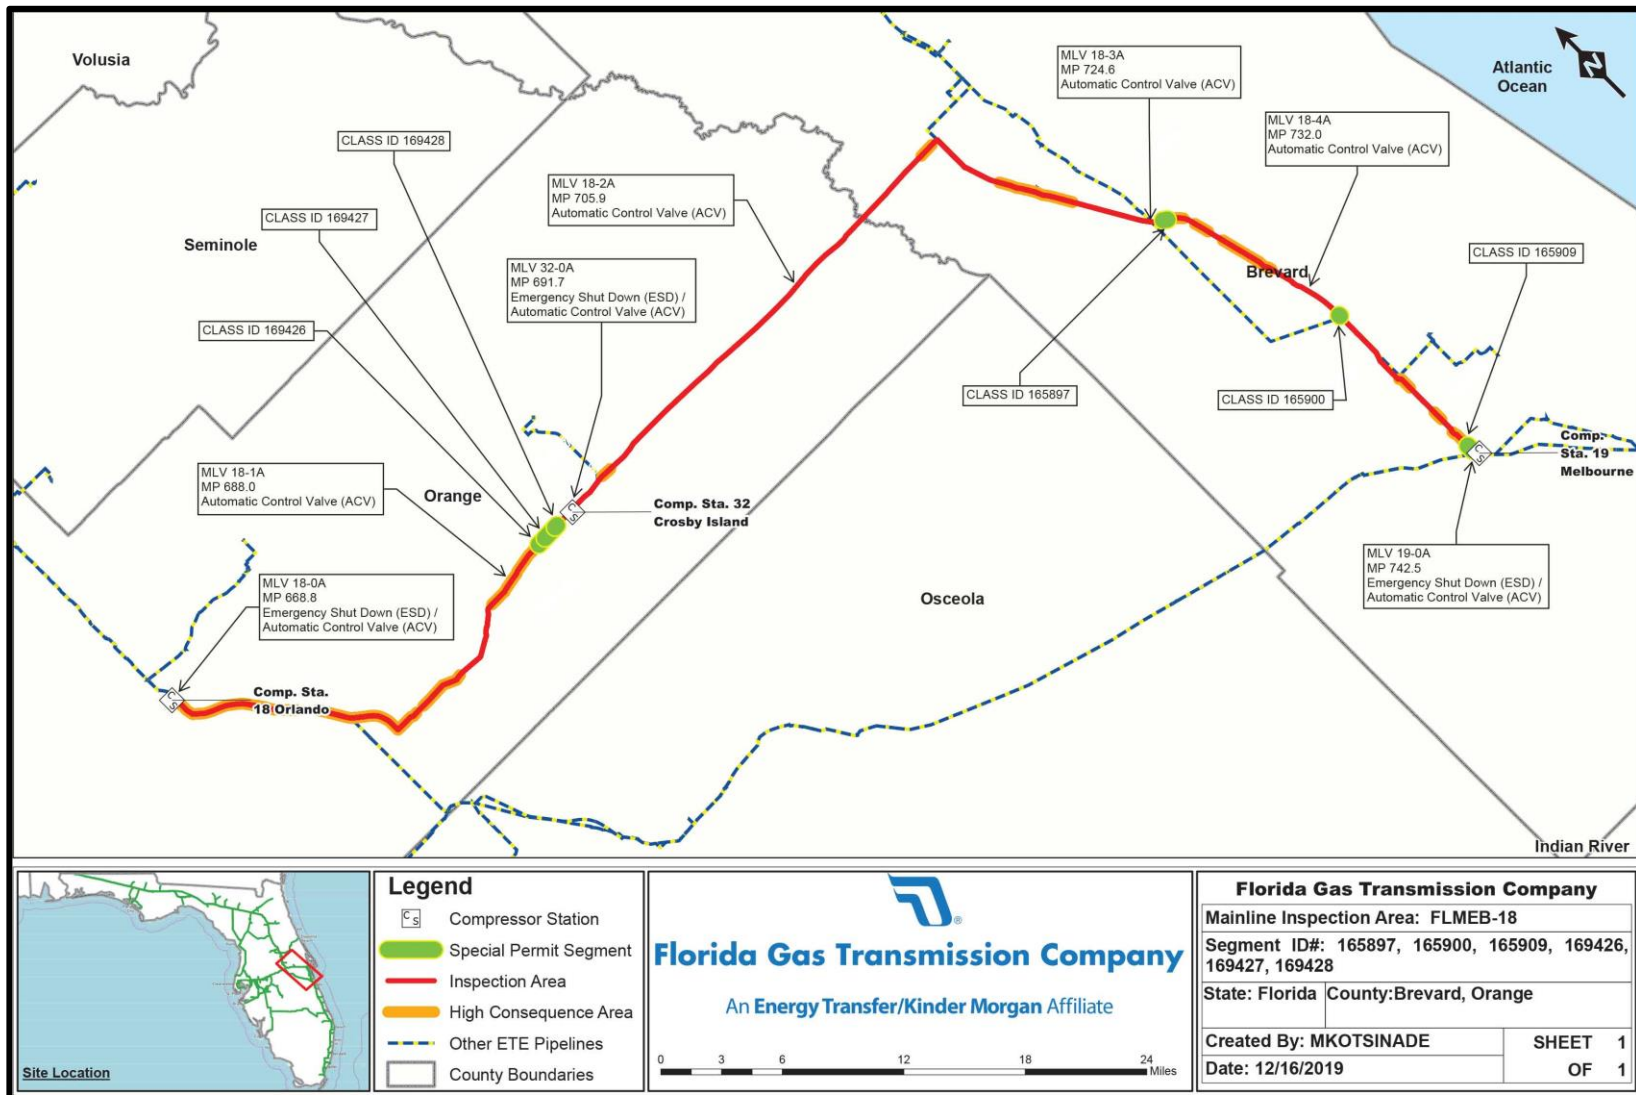 Volusia
Seminole
Orange
Osceola
Brevard
Indian River
Atlantic
Ocean
N
CLASS ID 169428
CLASS ID 169427
CLASS ID 169426
MLV 18-3A
MP 724.6
Automatic Control Valve (ACV)
MLV 18-4A
MP 732.0
Automatic Control Valve (ACV)
MLV 18-2A
MP 705.9
Automatic Control Valve (ACV)
MLV 32-0A
MP 691.7
Emergency Shut Down (ESD) /
Automatic Control Valve (ACV)
CLASS ID 165909
CLASS ID 165897
CLASS ID 165900
MLV 18-1A
MP 688.0
Automatic Control Valve (ACV)
Comp. Sta. 32
Crosby Island
C S
Comp.
Sta. 19
Melbourne
C S
MLV 18-0A
MP 668.8
Emergency Shut Down (ESD) /
Automatic Control Valve (ACV)
MLV 19-0A
MP 742.5
Emergency Shut Down (ESD) /
Automatic Control Valve (ACV)
Comp. Sta.
18 Orlando
C S
Site Location
Legend
C S Compressor Station
Special Permit Segment
Inspection Area
High Consequence Area
Other ETE Pipelines
County Boundaries
®
Florida Gas Transmission Company
An Energy Transfer/Kinder Morgan Affiliate
0 3 6 12 18 24
Miles
Florida Gas Transmission Company
Mainline Inspection Area: FLMEB-18
Segment ID#: 165897, 165900, 165909, 169426,
169427, 169428
State: Florida County:Brevard, Orange
Created By: MKOTSINADE SHEET 1
Date: 12/16/2019 OF 1